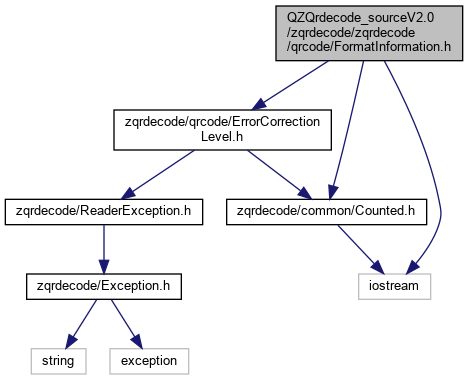 QZQrdecode_sourceV2.0
/zqrdecode/zqrdecode
/qrcode/FormatInformation.h
zqrdecode/qrcode/ErrorCorrection
Level.h
zqrdecode/ReaderException.h
zqrdecode/common/Counted.h
zqrdecode/Exception.h
iostream
string
exception